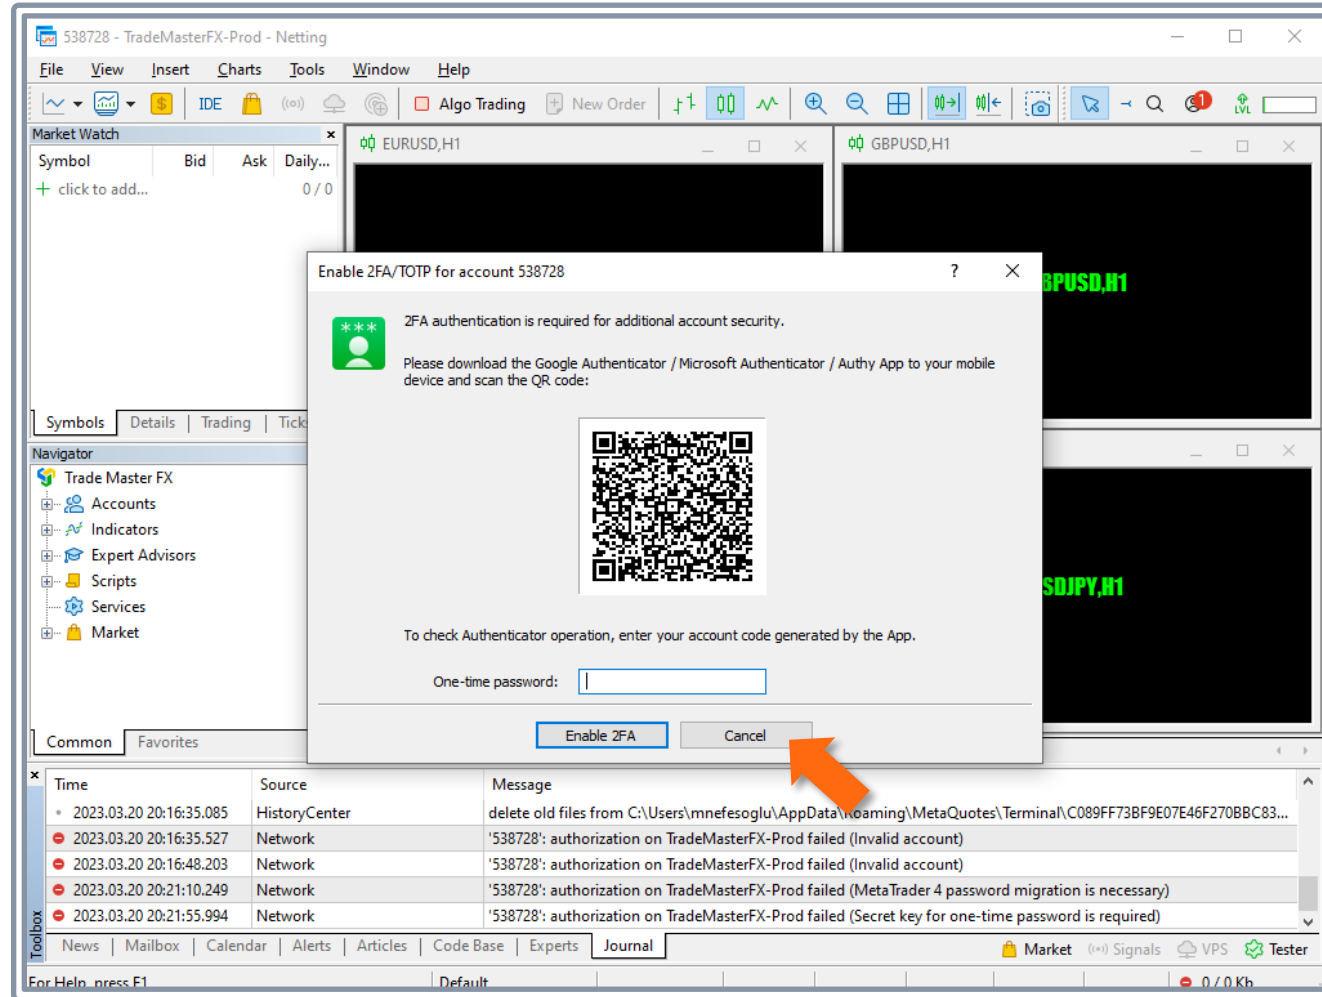 538728 - TradeMasterFX-Prod - Netting
File View Insert Charts Tools Window Help
IDE Algo Trading New Order 1 LVL
Market Watch
Symbol Bid Ask Daily...
click to add... 0 / 0
EURUSD,H1
GBPUSD,H1
Enable 2FA/TOTP for account 538728 ?
PUSD,H1
***
2FA authentication is required for additional account security.
Please download the Google Authenticator / Microsoft Authenticator / Authy App to your mobile
device and scan the QR code:
Symbols Details Trading Tick
Navigator
Trade Master FX
Accounts
Indicators
Expert Advisors
Scripts
Services
Market
SDJPY,H1
To check Authenticator operation, enter your account code generated by the App.
One-time password:
Enable 2FA Cancel
Common Favorites
Time Source Message
2023.03.20 20:16:35.085 HistoryCenter delete old files from C:\Users\mnefesoglu\AppData\Roaming\MetaQuotes\Terminal\C089FF73BF9E07E46F270BBC83...
2023.03.20 20:16:35.527 Network '538728': authorization on TradeMasterFX-Prod failed (Invalid account)
2023.03.20 20:16:48.203 Network '538728': authorization on TradeMasterFX-Prod failed (Invalid account)
2023.03.20 20:21:10.249 Network '538728': authorization on TradeMasterFX-Prod failed (MetaTrader 4 password migration is necessary)
2023.03.20 20:21:55.994 Network '538728': authorization on TradeMasterFX-Prod failed (Secret key for one-time password is required)
Toolbox
News Mailbox Calendar Alerts Articles Code Base Experts Journal Market Signals VPS Tester
For Help, press F1 Default 0 / 0 Kb